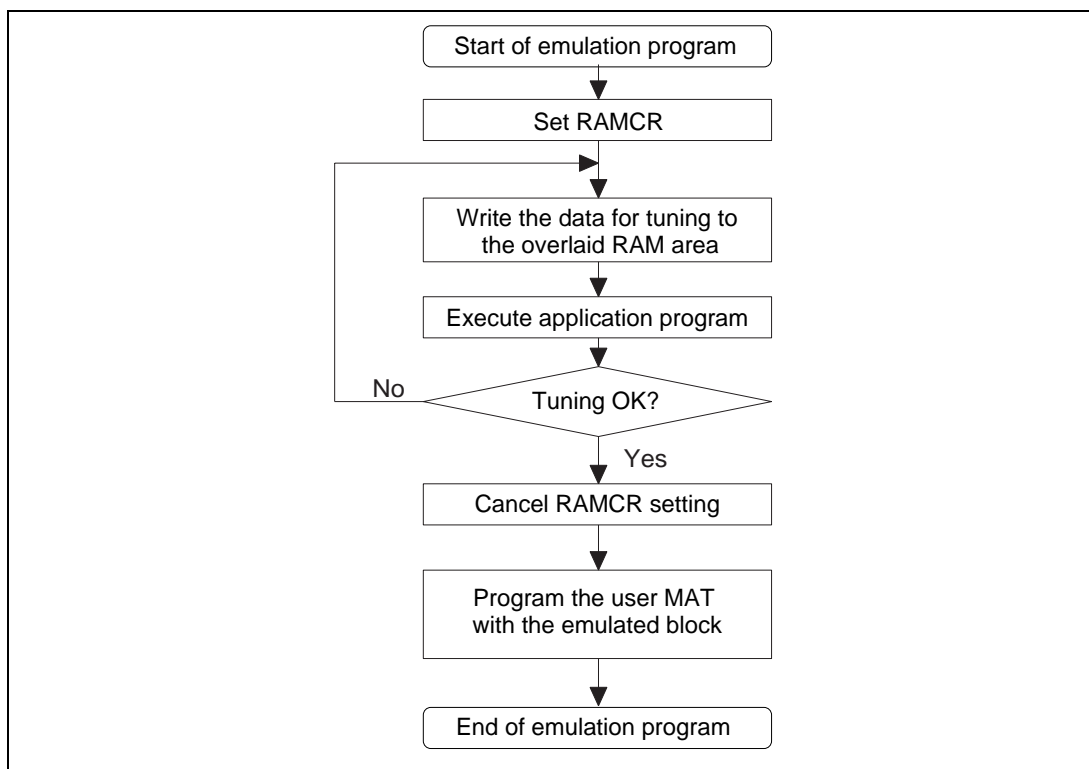 Start of emulation program
Set RAMCR
Write the data for tuning to
the overlaid RAM area
Execute application program
No
Tuning OK?
Yes
Cancel RAMCR setting
Program the user MAT
with the emulated block
End of emulation program